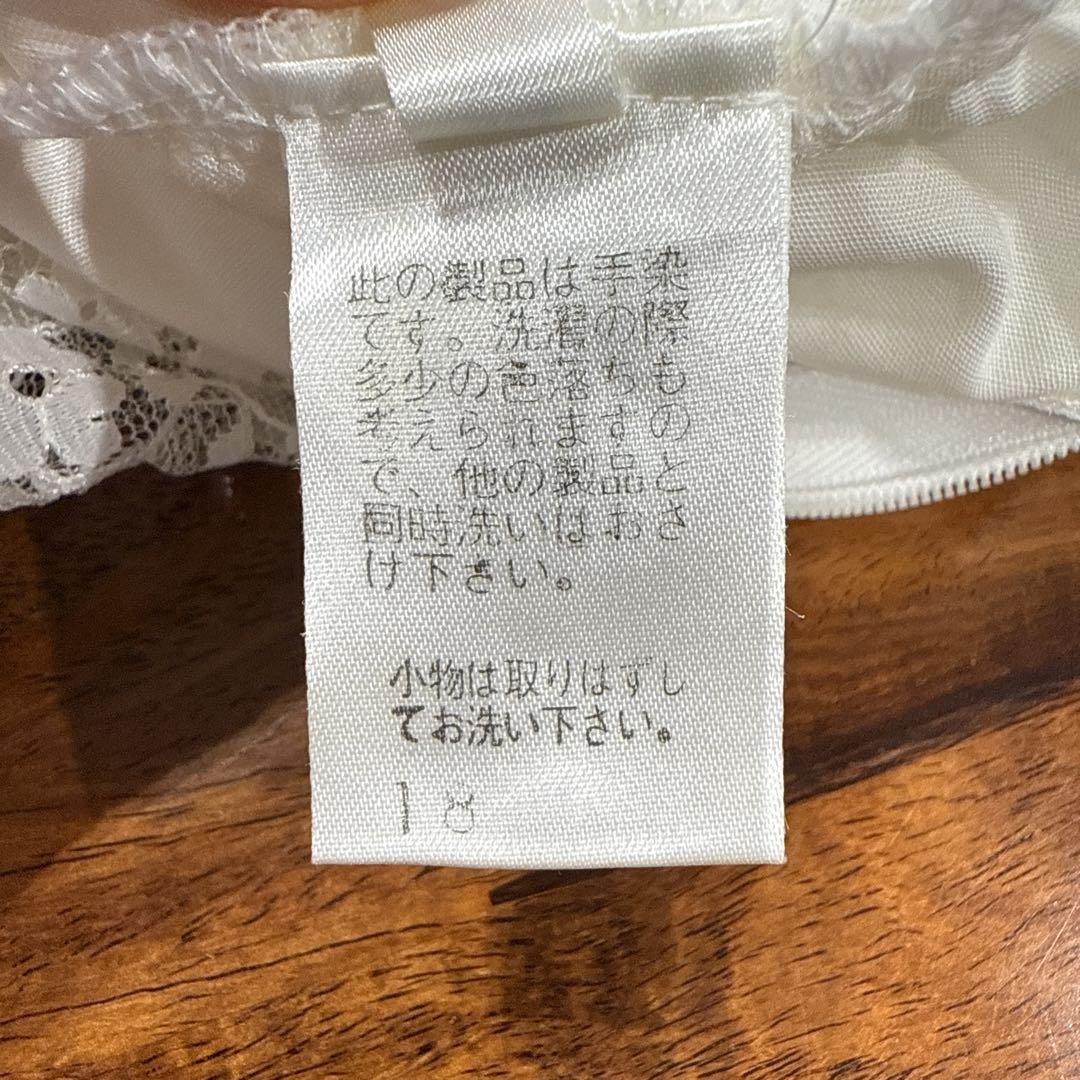 此の製品は手染
です。洗濯の際
多少の色落ちも
考えられますの
で、他の製品と
同時洗いはおさ
け下さい。
小物は取りはずし
てお洗い下さい。
18